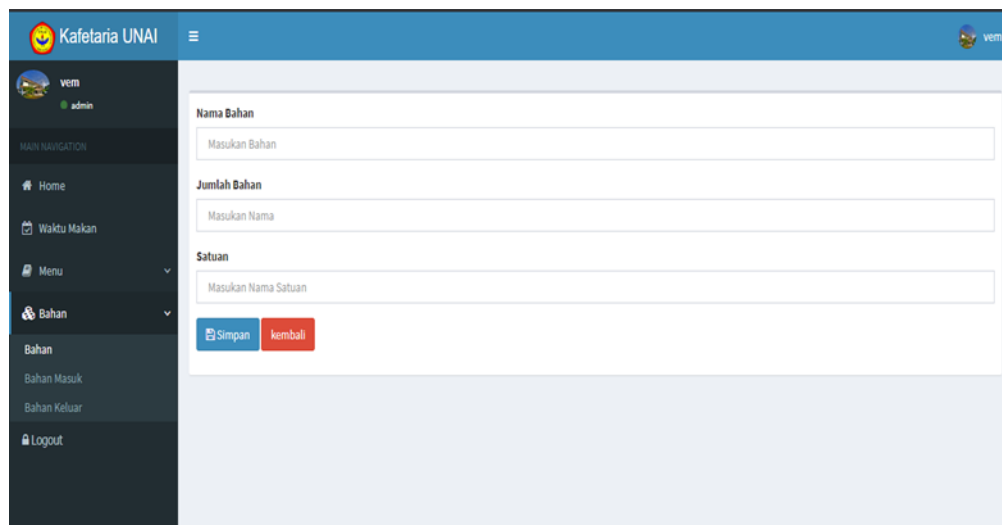 Kafetaria UNAI
vem
vem
admin
MAIN NAVIGATION
Home
Waktu Makan
Menu
Bahan
Bahan
Bahan Masuk
Bahan Keluar
Logout
Nama Bahan
Masukan Bahan
Jumlah Bahan
Masukan Nama
Satuan
Masukan Nama Satuan
Simpan kembali